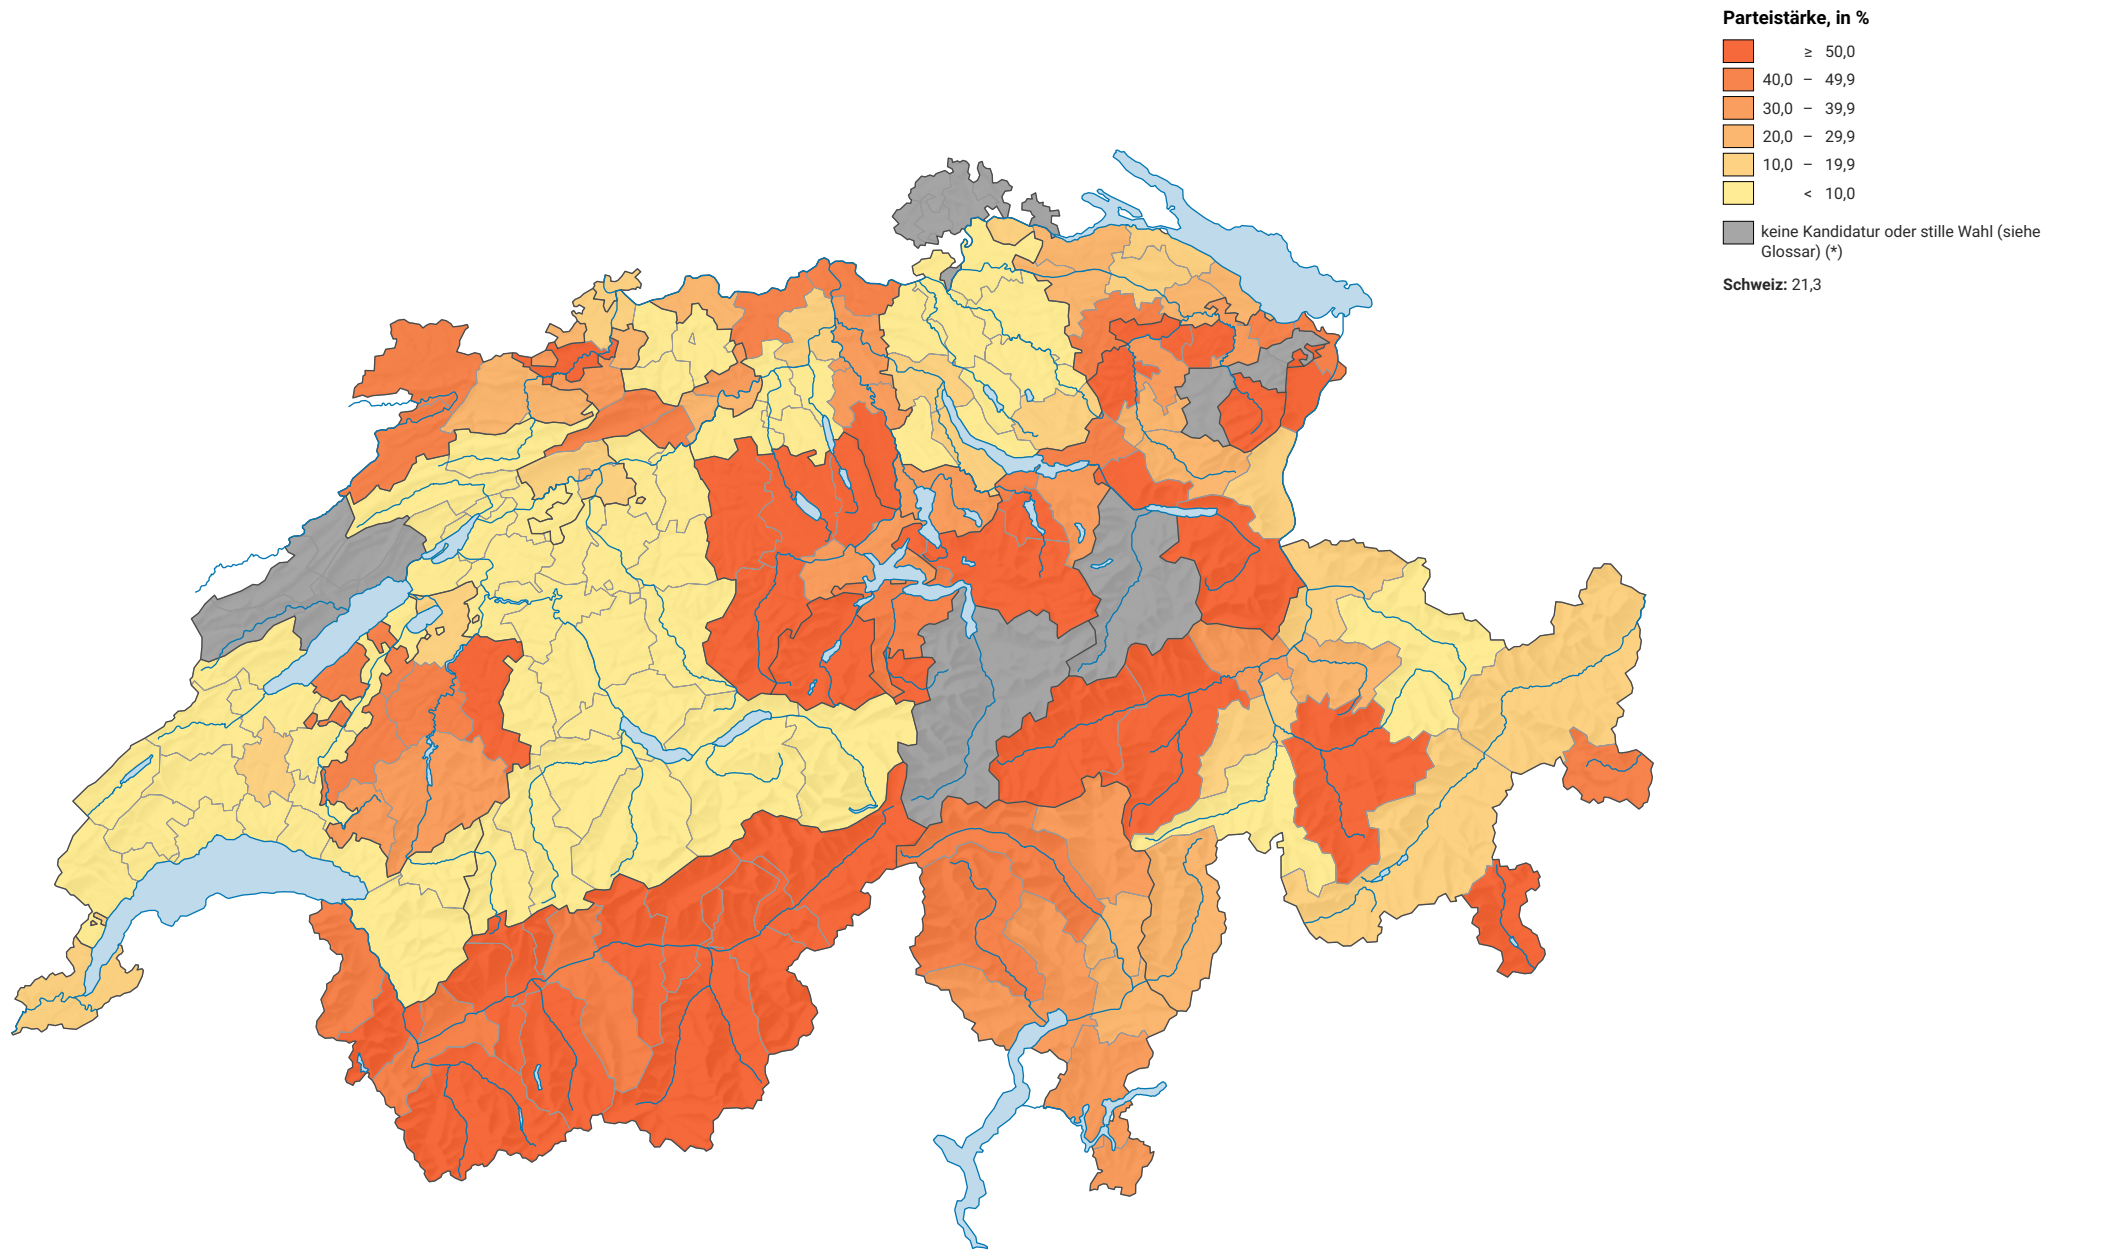 Parteistärke, in %
≥ 50,0
40,0 – 49,9
30,0 – 39,9
20,0 – 29,9
10,0 – 19,9
< 10,0
keine Kandidatur oder stille Wahl (siehe
Glossar) (*)
Schweiz: 21,3